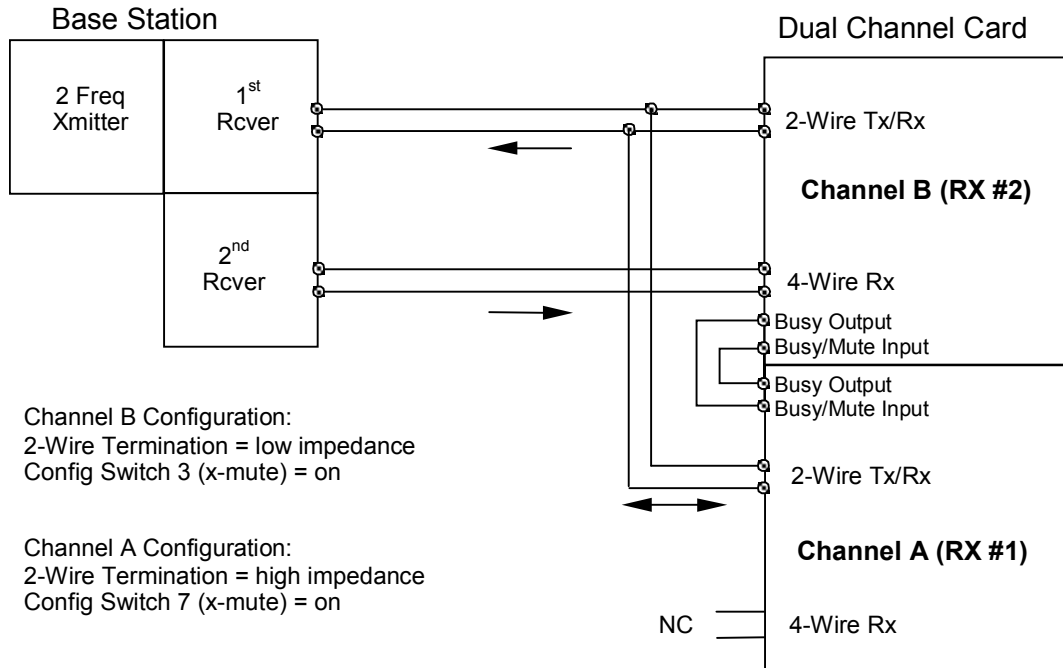 Base Station
Dual Channel Card
2 Freq
Xmitter
1st
Rcver
2-Wire Tx/Rx
Channel B (RX #2)
2nd
Rcver
4-Wire Rx
Busy Output
Busy/Mute Input
Busy Output
Busy/Mute Input
Channel B Configuration:
2-Wire Termination = low impedance
Config Switch 3 (x-mute) = on
2-Wire Tx/Rx
Channel A Configuration:
2-Wire Termination = high impedance
Config Switch 7 (x-mute) = on
Channel A (RX #1)
NC
4-Wire Rx